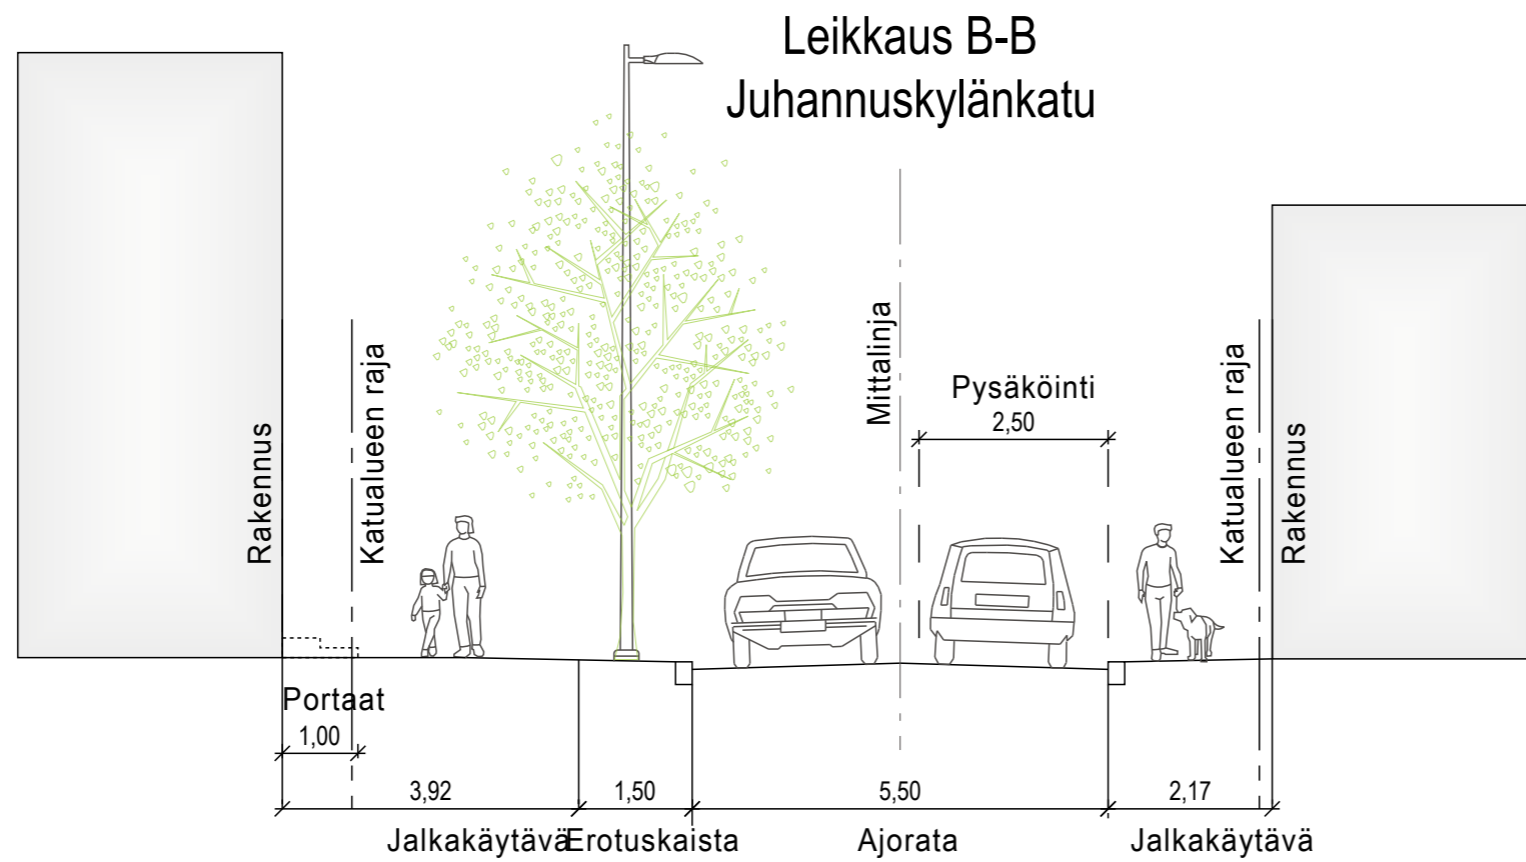 Leikkaus B-B
Juhannuskylänkatu
Rakennus
Katualueen raja
Mittalinja
Pysäköinti
2,50
Katualueen raja
Rakennus
Portaat
1,00
3,92
1,50
5,50
2,17
Jalkakäytävä
Erotuskaista
Ajorata
Jalkakäytävä